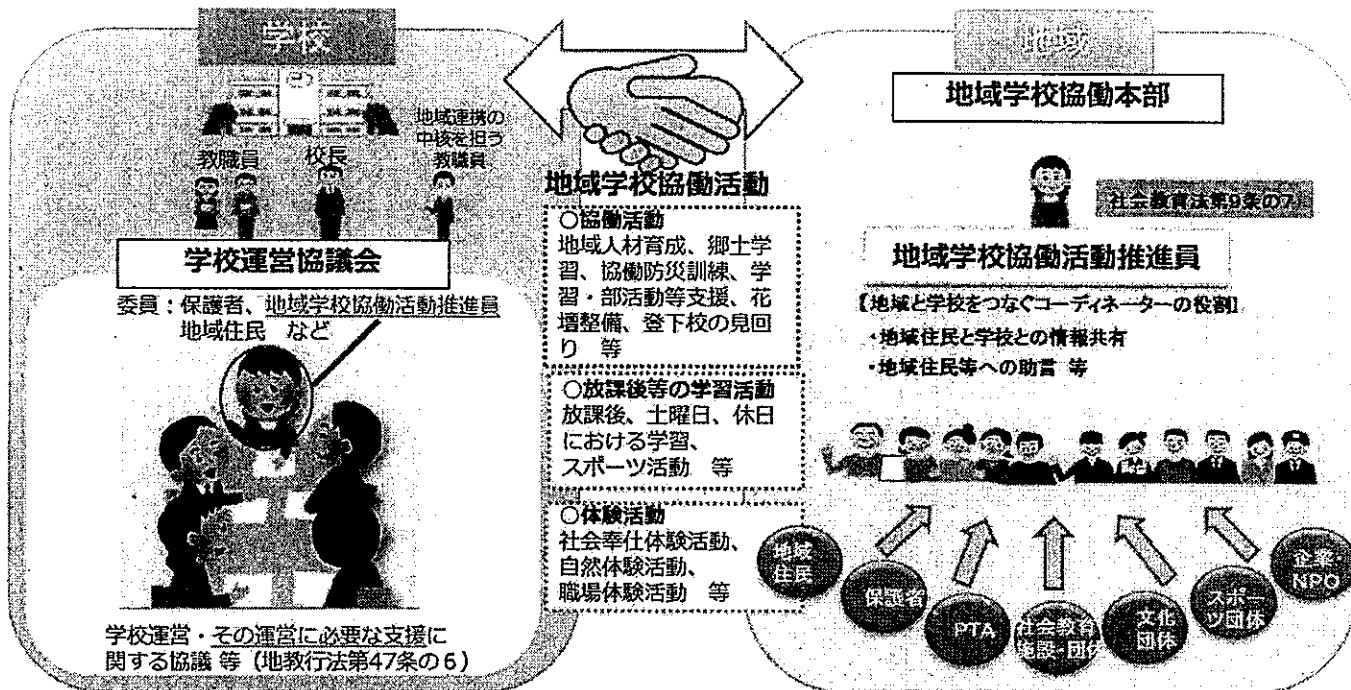 学校
地域連携の
中核を担う
教職員
教職員
校長
学校運営協議会
委員：保護者、地域学校協働活動推進員
地域住民　など
学校運営・その運営に必要な支援に
関する協議 等（地教行法第47条の６）
地域学校協働活動
○協働活動
地域人材育成、郷土学
習、協働防災訓練、学
習・部活動等支援、花
壇整備、登下校の見回
り　等
○放課後等の学習活動
放課後、土曜日、休日
における学習、
スポーツ活動　等
○体験活動
社会奉仕体験活動、
自然体験活動、
職場体験活動　等
地域
地域学校協働本部
社会教育法第9条の7
地域学校協働活動推進員
【地域と学校をつなぐコーディネーターの役割】
・地域住民と学校との情報共有
・地域住民等への助言 等
地域
住民
保護者
PTA
社会教育
施設・団体
文化
団体
スポー
ツ団体
企業・
NPO